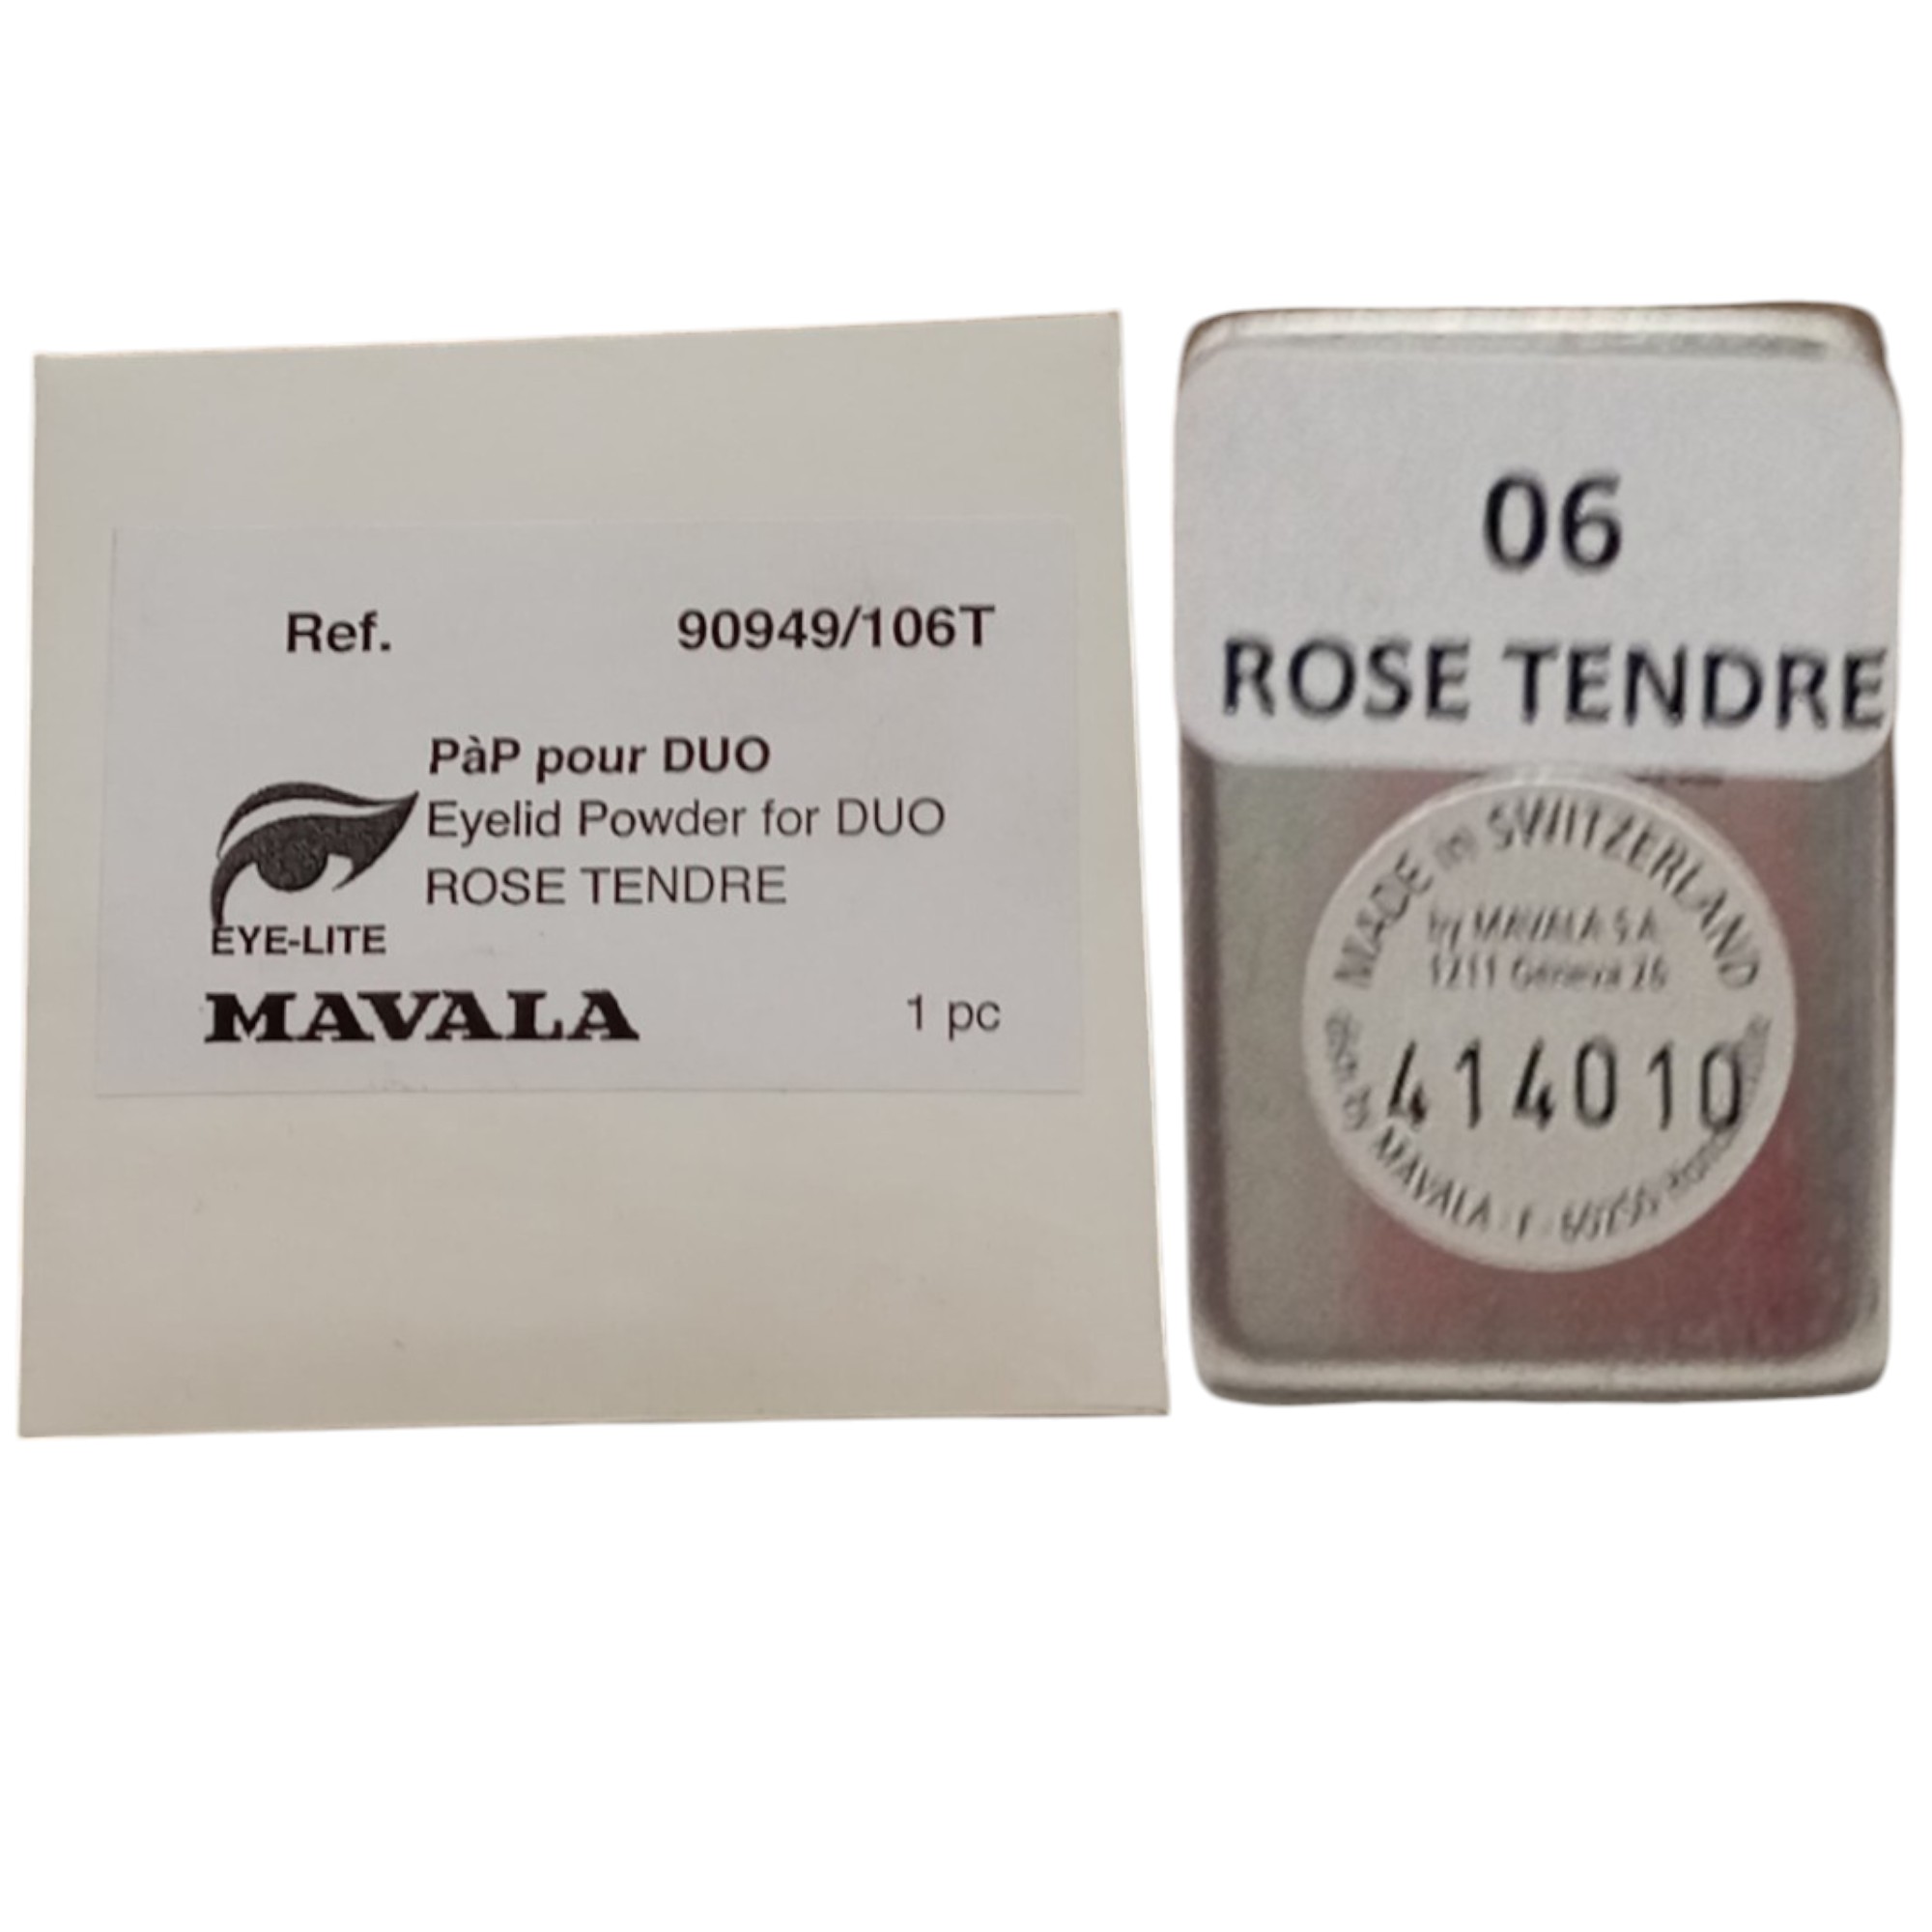 Ref. 90949/106T
PàP pour DUO
Eyelid Powder for DUO
ROSE TENDRE
EYE-LITE
MAVALA 1 pc
06
ROSE TENDRE
MADE in SWITZERLAND
by MAVALA S.A.
1211 Geneva 26
414010
by MAVALA - F -